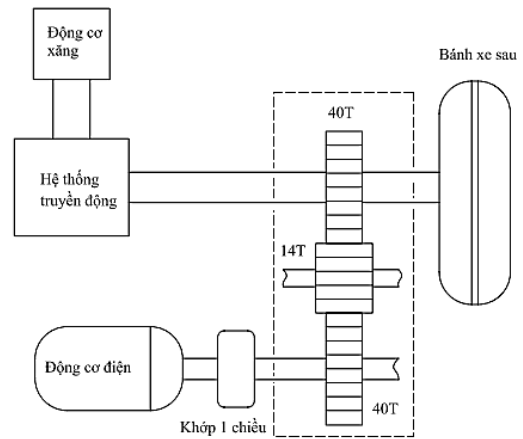 Động cơ
xăng
Bánh xe sau
40T
Hệ thống
truyền động
14T
Động cơ điện
40T
Khớp 1 chiều